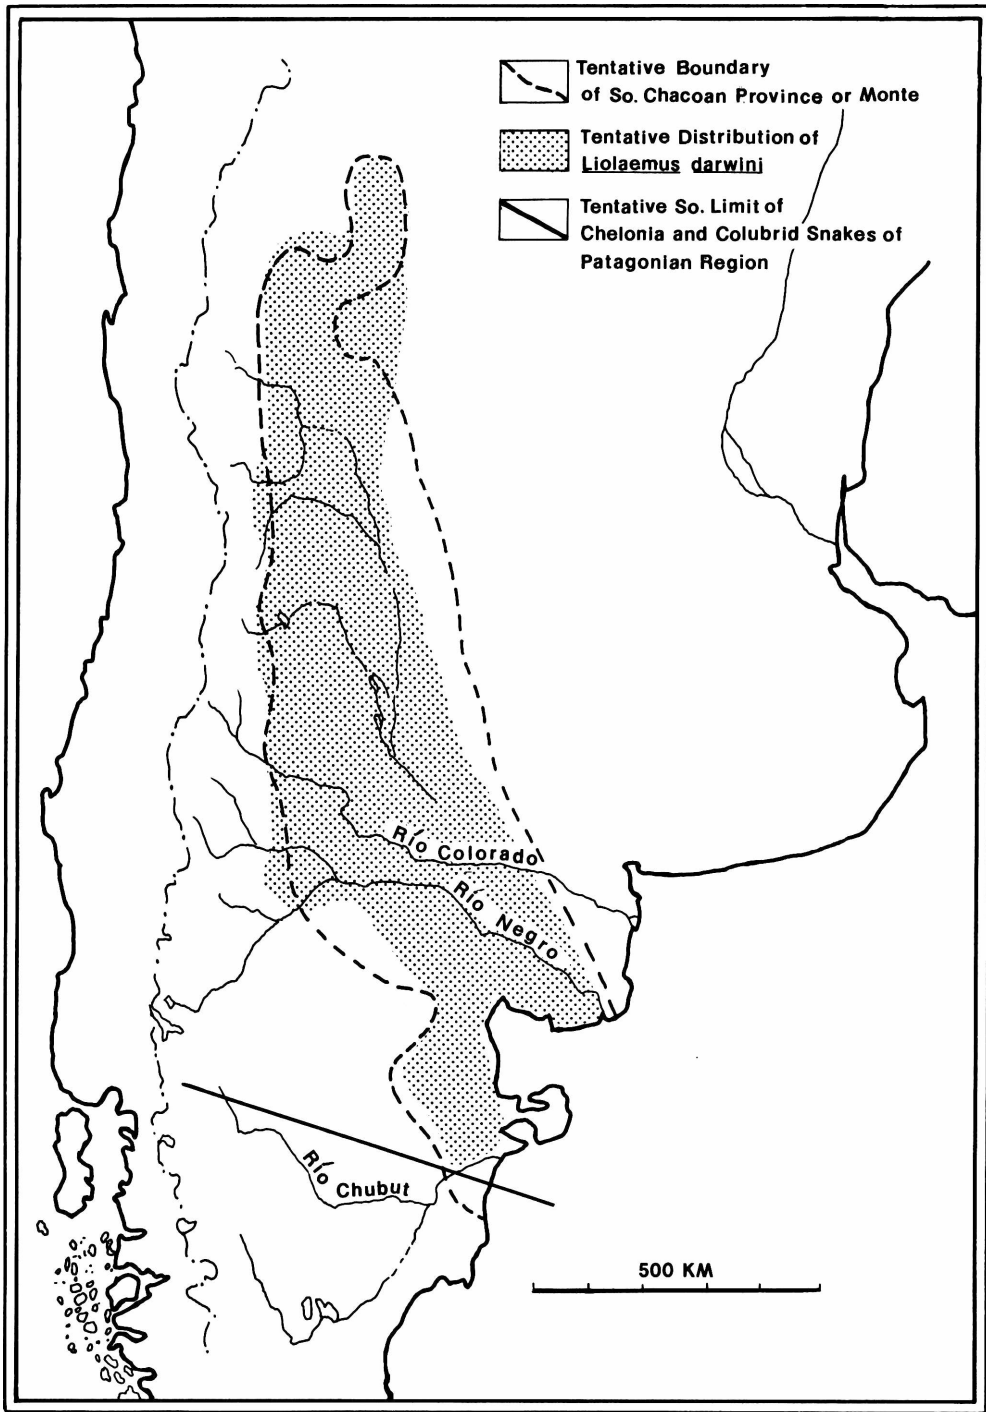 Tentative Boundary
of So. Chacoan Province or Monte
Tentative Distribution of
Liolaemus darwini
Tentative So. Limit of
Chelonia and Colubrid Snakes of
Patagonian Region
Río Colorado
Río Negro
Río Chubut
500 KM